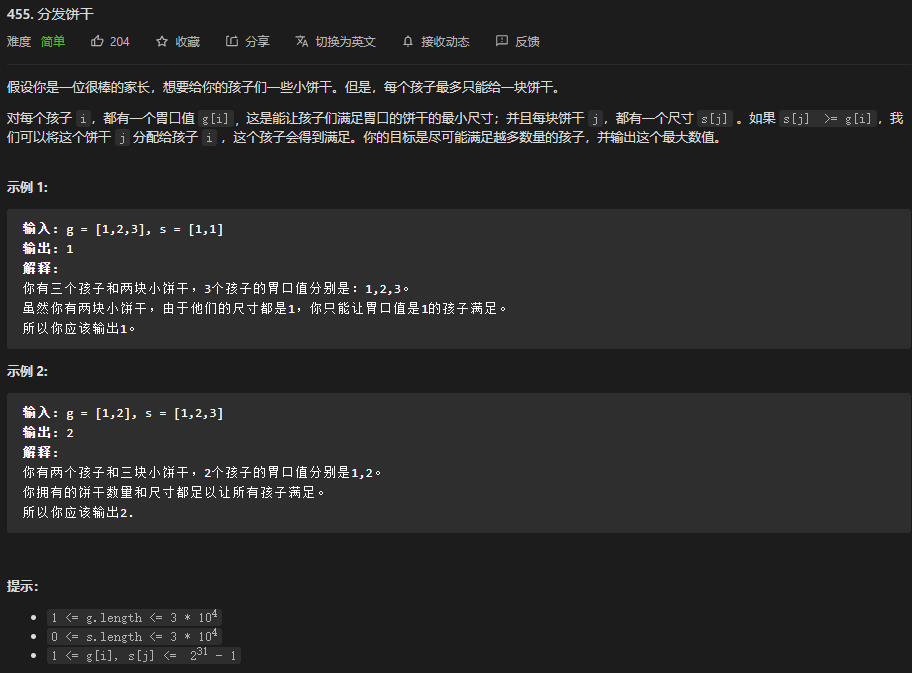 455. 分发饼干
难度 简单 204 收藏 分享 切换为英文 接收动态 反馈
假设你是一位很棒的家长，想要给你的孩子们一些小饼干。但是，每个孩子最多只能给一块饼干。
对每个孩子 i，都有一个胃口值 g[i]，这是能让孩子们满足胃口的饼干的最小尺寸；并且每块饼干 j，都有一个尺寸 s[j] 。如果 s[j] >= g[i]，我
们可以将这个饼干 j 分配给孩子 i ，这个孩子会得到满足。你的目标是尽可能满足越多数量的孩子，并输出这个最大数值。
示例 1:
输入: g = [1,2,3], s = [1,1]
输出: 1
解释:
你有三个孩子和两块小饼干，3个孩子的胃口值分别是：1,2,3。
虽然你有两块小饼干，由于他们的尺寸都是1，你只能让胃口值是1的孩子满足。
所以你应该输出1。
示例 2:
输入: g = [1,2], s = [1,2,3]
输出: 2
解释:
你有两个孩子和三块小饼干，2个孩子的胃口值分别是1,2。
你拥有的饼干数量和尺寸都足以让所有孩子满足。
所以你应该输出2.
提示:
1 <= g.length <= 3 * 10⁴
0 <= s.length <= 3 * 10⁴
1 <= g[i], s[j] <= 2³¹ - 1